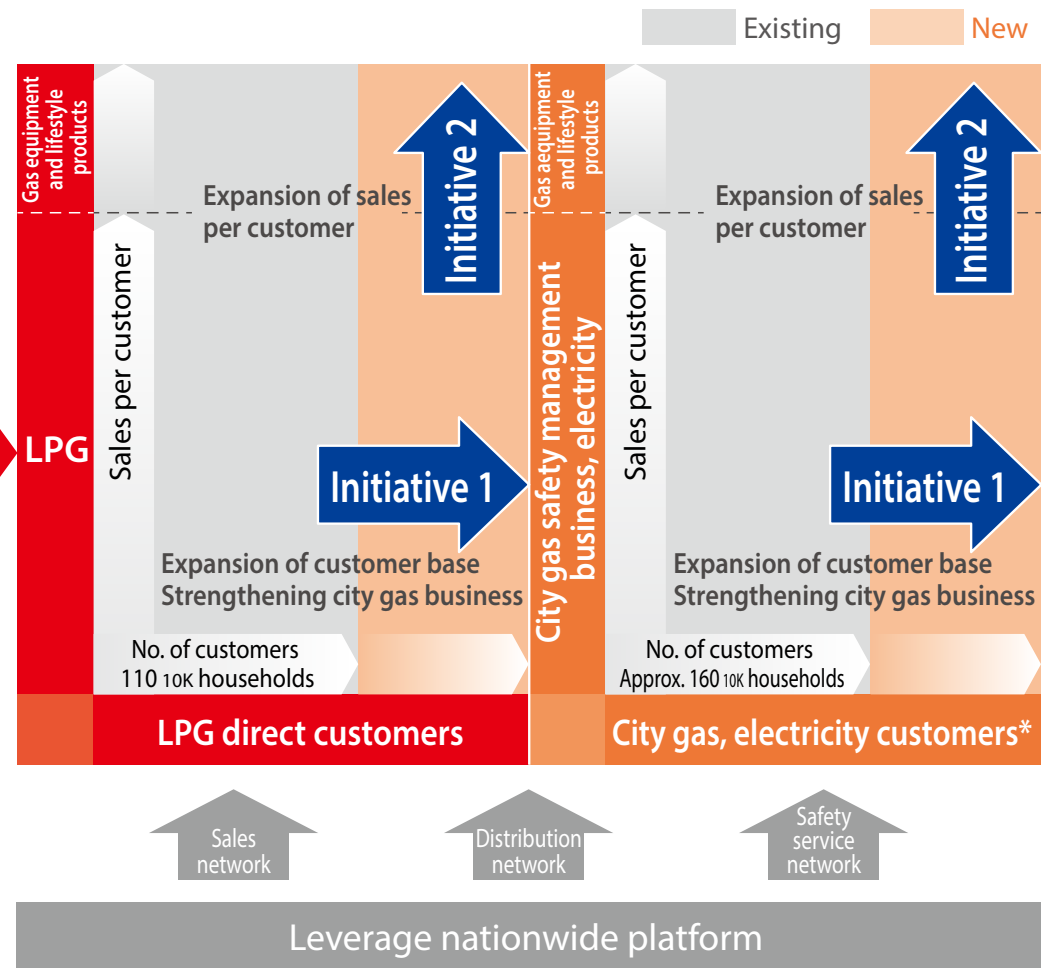 Existing
New
Gas equipment
and lifestyle
products
LPG
Sales per customer
Expansion of sales
per customer
Initiative 2
Initiative 1
Expansion of customer base
Strengthening city gas business
No. of customers
110 10K households
LPG direct customers
Gas aequipment
and lifestyle
products
City gas safety management
business, electricity
Sales per customer
Expansion of sales
per customer
Initiative 2
Initiative 1
Expansion of customer base
Strengthening city gas business
No. of customers
Approx. 160 10K households
City gas, electricity customers*
Sales
network
Distribution
network
Safety
service
network
Leverage nationwide platform